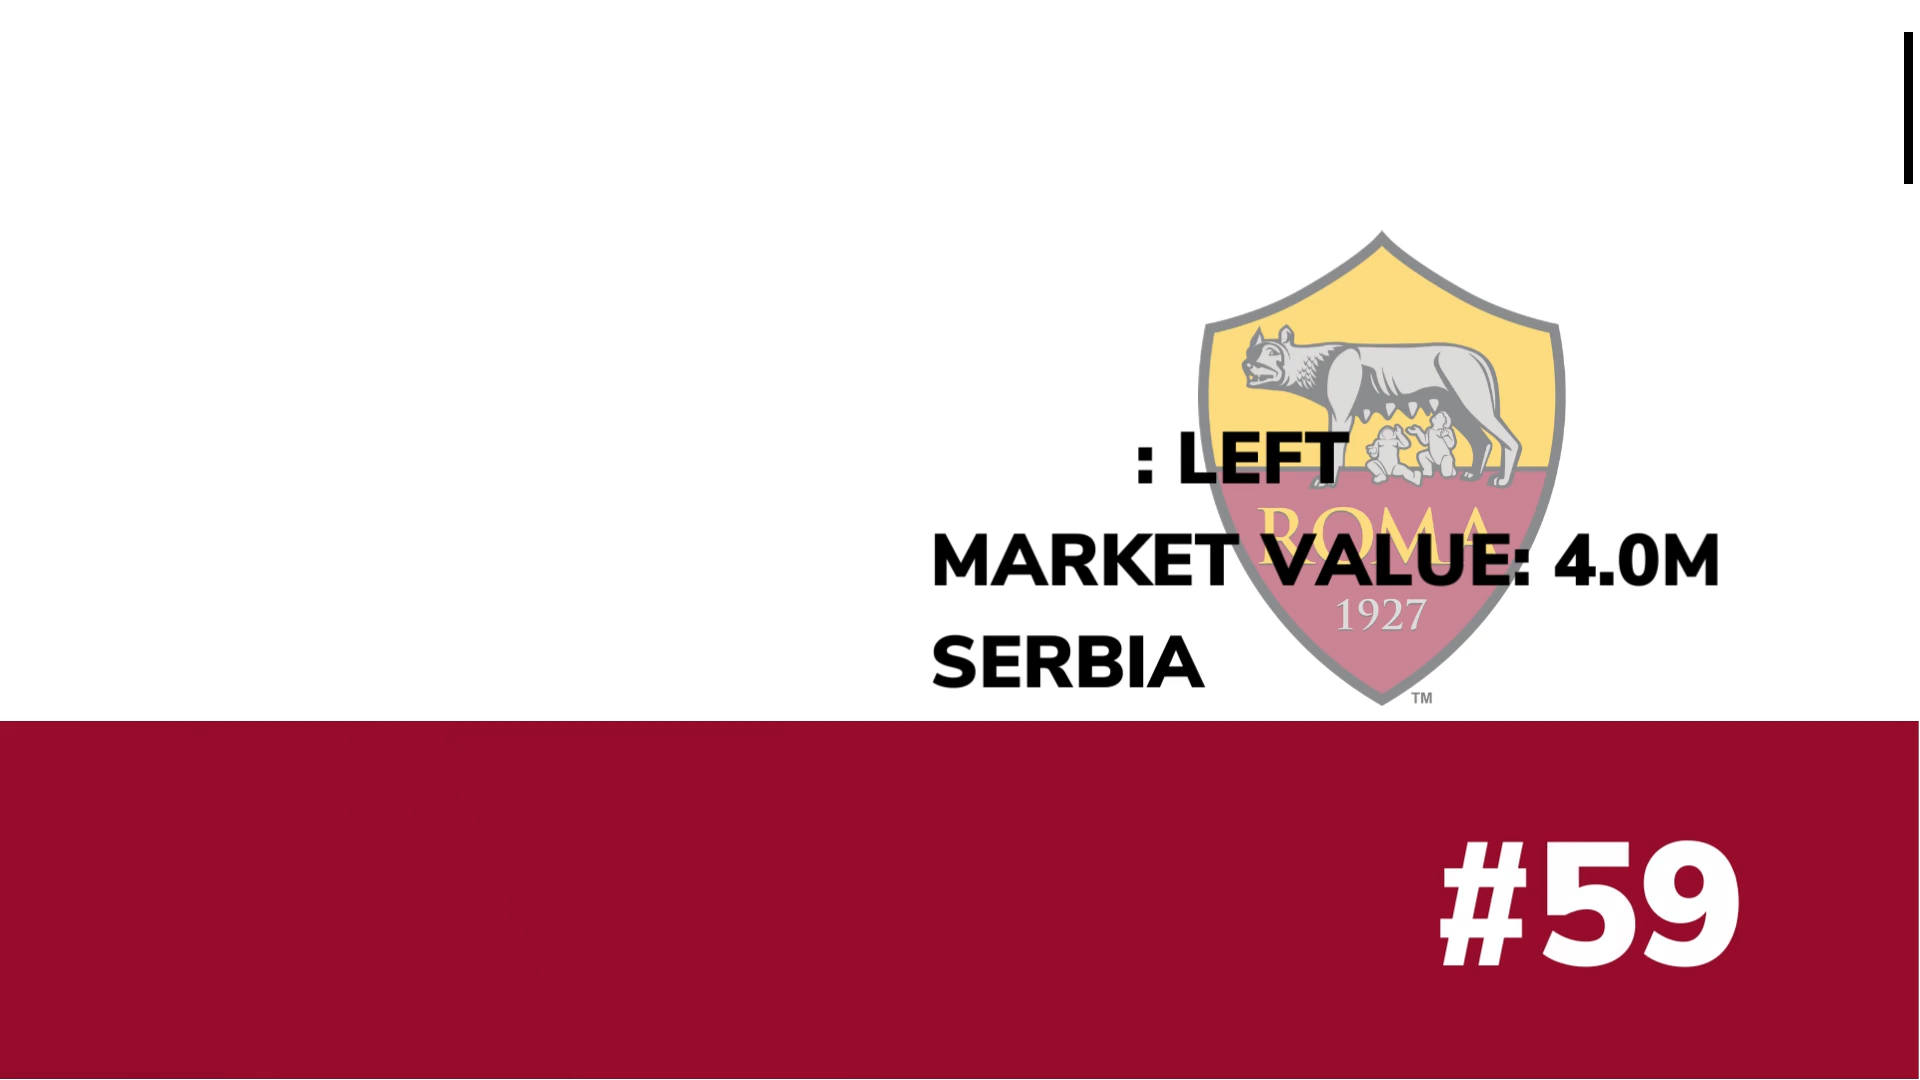 : LEFT
ROMA
MARKET VALUE: 4.0M
1927
SERBIA
TM
#59